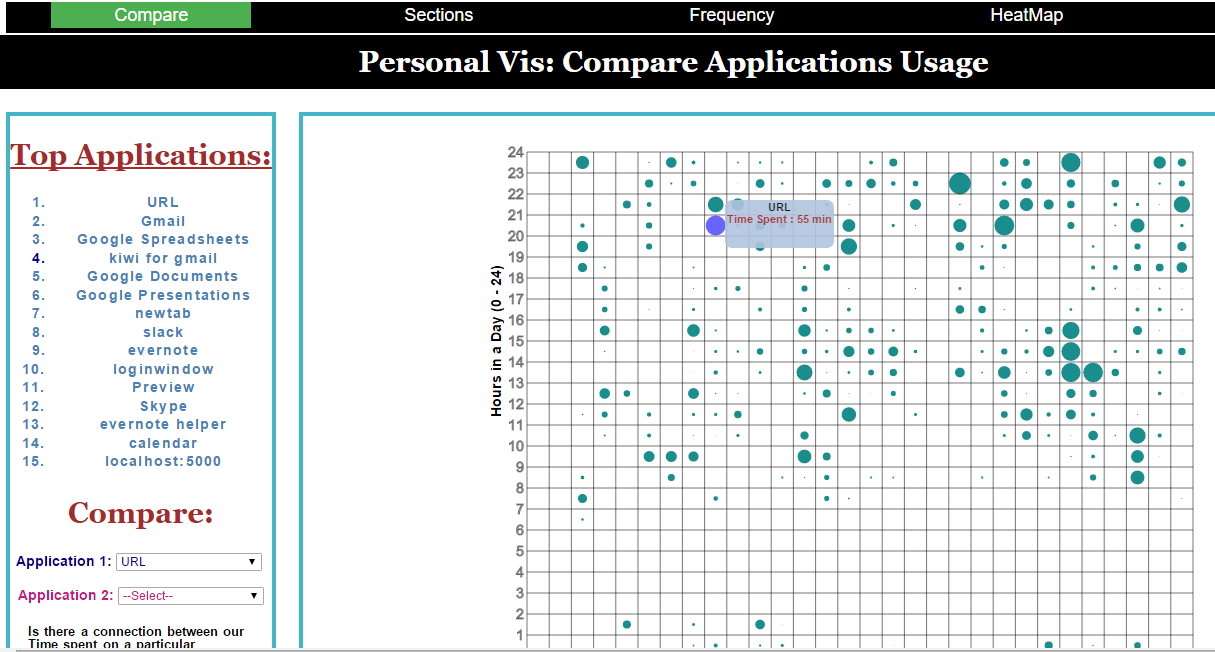 Compare Sections Frequency HeatMap
Personal Vis: Compare Applications Usage
Top Applications:
1. URL
2. Gmail
3. Google Spreadsheets
4. kiwi for gmail
5. Google Documents
6. Google Presentations
7. newtab
8. slack
9. evernote
10. loginwindow
11. Preview
12. Skype
13. evernote helper
14. calendar
15. localhost:5000
Compare:
Application 1: URL
Application 2: --Select--
Is there a connection between our
Time spent on a particular
Hours in a Day (0 - 24)
24
23
22
21
20
19
18
17
16
15
14
13
12
11
10
9
8
7
6
5
4
3
2
1
URL
Time Spent : 55 min